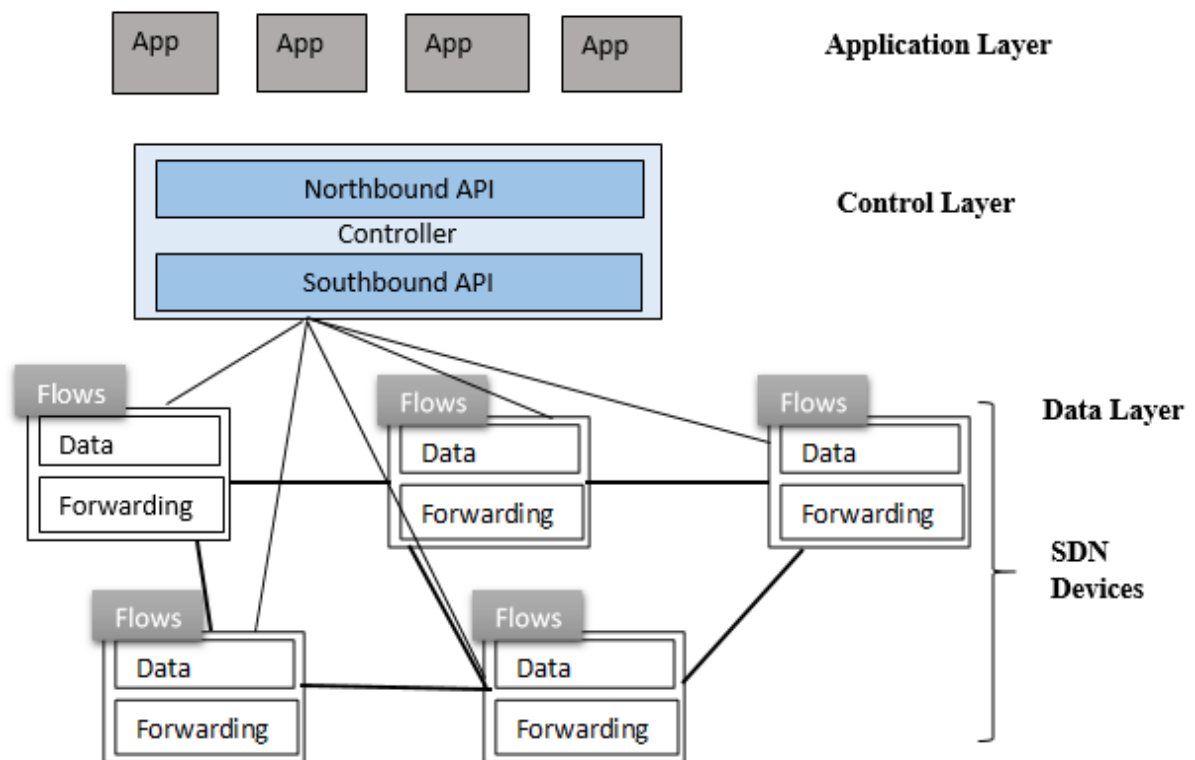 App
App
App
App
Application Layer
Northbound API
Controller
Southbound API
Control Layer
Flows
Data
Forwarding
Flows
Data
Forwarding
Flows
Data
Forwarding
Data Layer
SDN
Devices
Flows
Data
Forwarding
Flows
Data
Forwarding